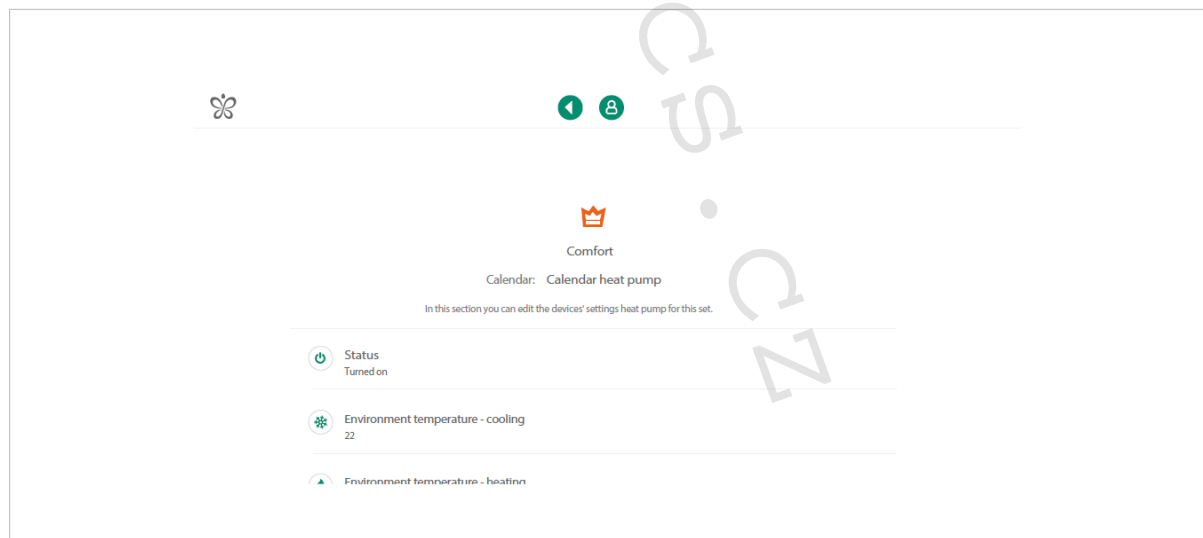 cs.cz
Comfort
Calendar: Calendar heat pump
In this section you can edit the devices' settings heat pump for this set.
Status
Turned on
Environment temperature - cooling
22
Environment temperature - heating